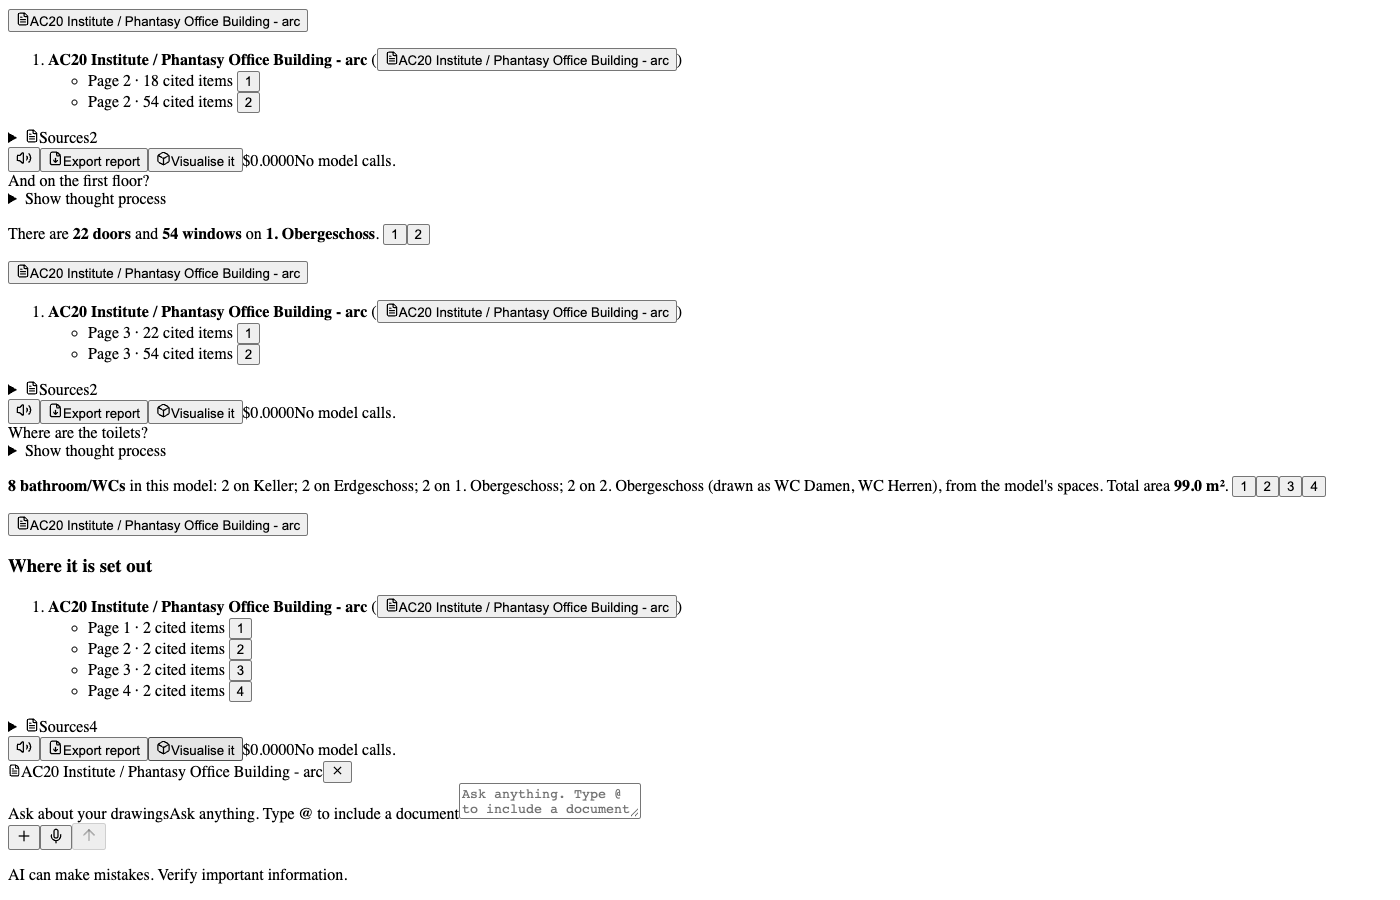 AC20 Institute / Phantasy Office Building - arc
1. AC20 Institute / Phantasy Office Building - arc (AC20 Institute / Phantasy Office Building - arc)
Page 2 · 18 cited items 1
Page 2 · 54 cited items 2
Sources2
Export report Visualise it $0.0000No model calls.
And on the first floor?
Show thought process
There are 22 doors and 54 windows on 1. Obergeschoss. 1 2
AC20 Institute / Phantasy Office Building - arc
1. AC20 Institute / Phantasy Office Building - arc (AC20 Institute / Phantasy Office Building - arc)
Page 3 · 22 cited items 1
Page 3 · 54 cited items 2
Sources2
Export report Visualise it $0.0000No model calls.
Where are the toilets?
Show thought process
8 bathroom/WCs in this model: 2 on Keller; 2 on Erdgeschoss; 2 on 1. Obergeschoss; 2 on 2. Obergeschoss (drawn as WC Damen, WC Herren), from the model's spaces. Total area 99.0 m². 1 2 3 4
AC20 Institute / Phantasy Office Building - arc
Where it is set out
1. AC20 Institute / Phantasy Office Building - arc (AC20 Institute / Phantasy Office Building - arc)
Page 1 · 2 cited items 1
Page 2 · 2 cited items 2
Page 3 · 2 cited items 3
Page 4 · 2 cited items 4
Sources4
Export report Visualise it $0.0000No model calls.
AC20 Institute / Phantasy Office Building - arc
Ask about your drawingsAsk anything. Type @ to include a document Ask anything. Type @
to include a document
AI can make mistakes. Verify important information.